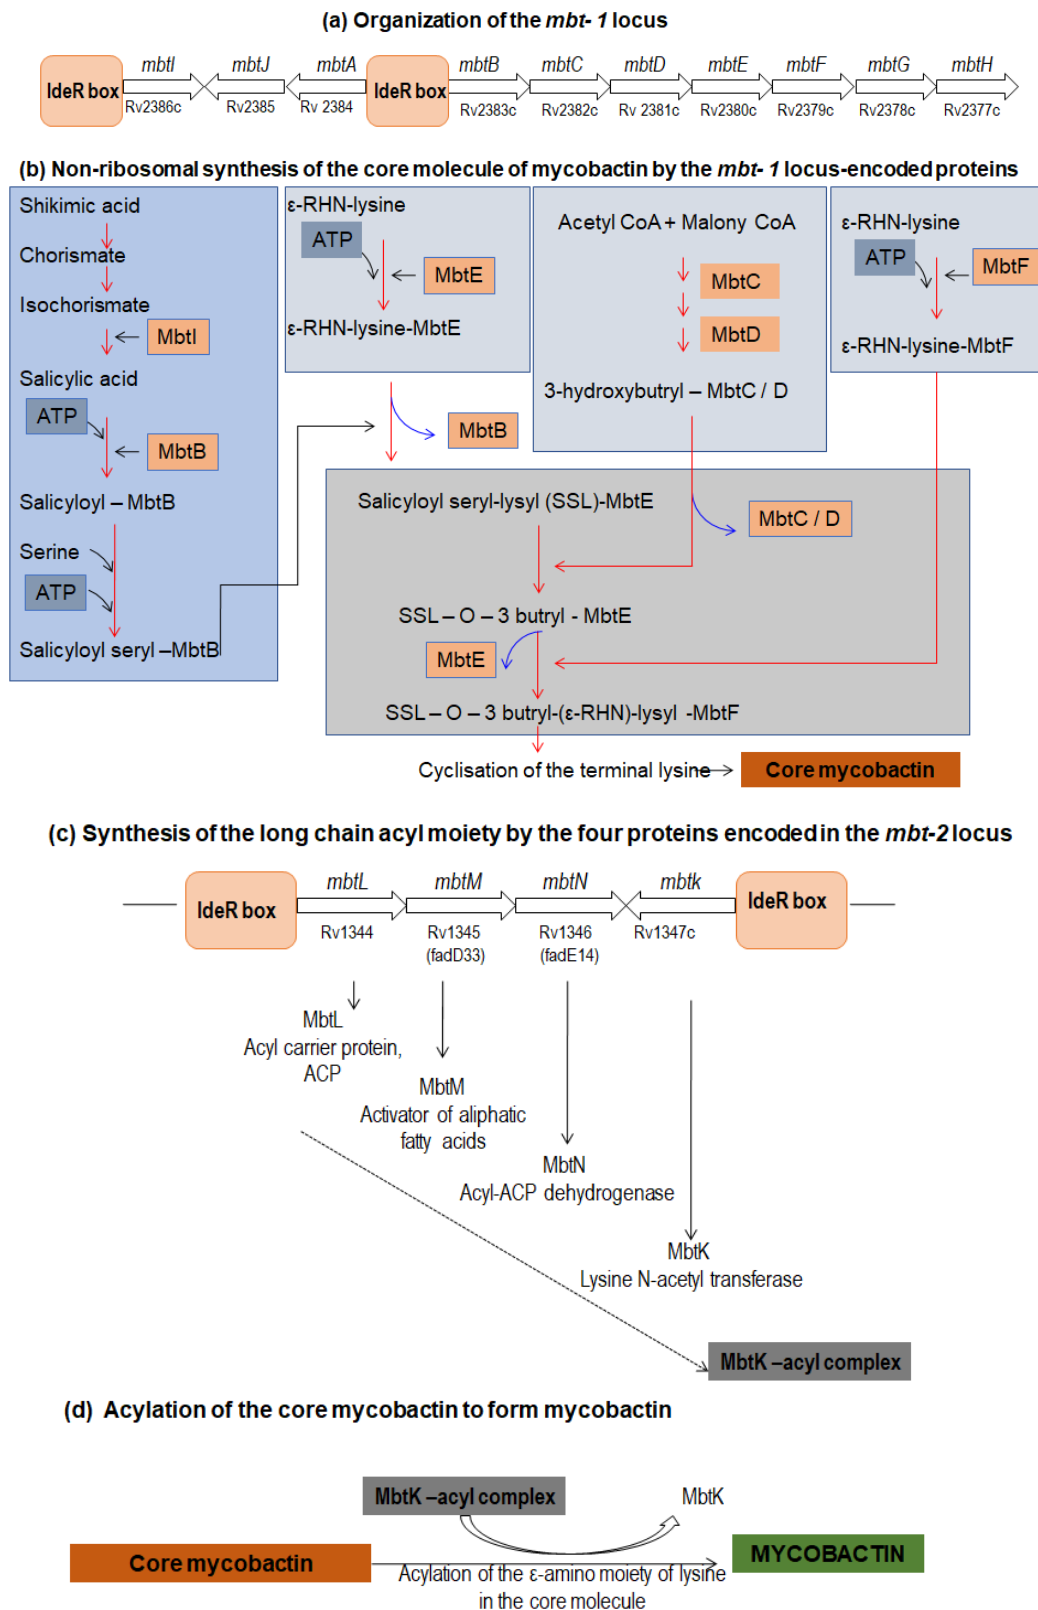 (a) Organization of the mbt- 1 locus
IdeR box
mbtI
mbtJ
mbtA
IdeR box
mbtB
mbtC
mbtD
mbtE
mbtF
mbtG
mbtH
Rv2386c
Rv2385
Rv 2384
Rv2383c
Rv2382c
Rv 2381c
Rv2380c
Rv2379c
Rv2378c
Rv2377c
(b) Non-ribosomal synthesis of the core molecule of mycobactin by the mbt- 1 locus-encoded proteins
Shikimic acid
Chorismate
Isochorismate
MbtI
Salicylic acid
ATP
MbtB
Salicyloyl – MbtB
Serine
ATP
Salicyloyl seryl –MbtB
ε-RHN-lysine
ATP
MbtE
ε-RHN-lysine-MbtE
MbtB
Acetyl CoA + Malony CoA
MbtC
MbtD
3-hydroxybutryl – MbtC / D
ε-RHN-lysine
ATP
MbtF
ε-RHN-lysine-MbtF
Salicyloyl seryl-lysyl (SSL)-MbtE
MbtC / D
SSL – O – 3 butryl - MbtE
MbtE
SSL – O – 3 butryl-(ε-RHN)-lysyl -MbtF
Cyclisation of the terminal lysine
Core mycobactin
(c) Synthesis of the long chain acyl moiety by the four proteins encoded in the mbt-2 locus
IdeR box
mbtL
mbtM
mbtN
mbtk
IdeR box
Rv1344
Rv1345
(fadD33)
Rv1346
(fadE14)
Rv1347c
MbtL
Acyl carrier protein,
ACP
MbtM
Activator of aliphatic
fatty acids
MbtN
Acyl-ACP dehydrogenase
MbtK
Lysine N-acetyl transferase
MbtK –acyl complex
(d) Acylation of the core mycobactin to form mycobactin
MbtK –acyl complex
MbtK
Core mycobactin
Acylation of the ε-amino moiety of lysine
in the core molecule
MYCOBACTIN